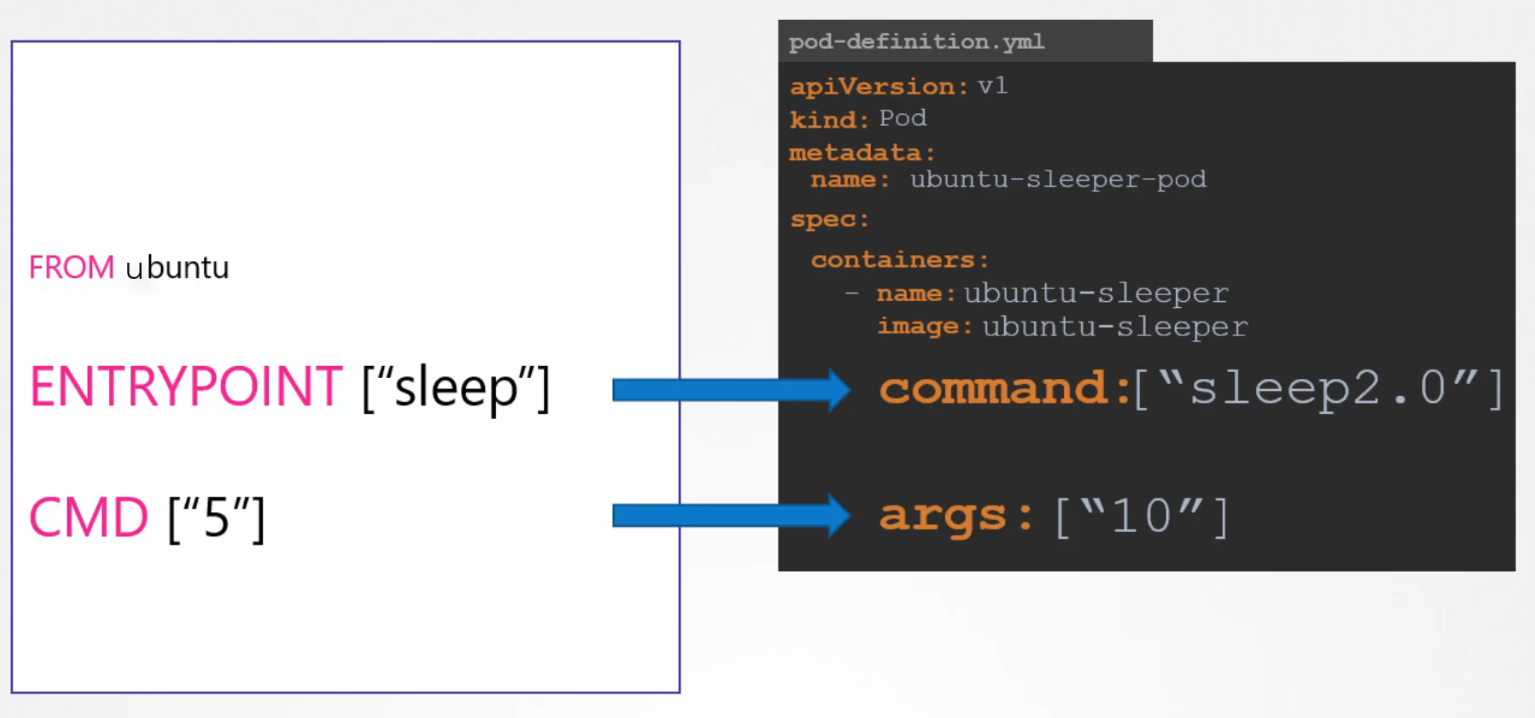 FROM ubuntu
ENTRYPOINT [“sleep”]
CMD [“5”]
pod-definition.yml
apiVersion: v1
kind: Pod
metadata:
name: ubuntu-sleeper-pod
spec:
containers:
- name: ubuntu-sleeper
image: ubuntu-sleeper
command:[“sleep2.0”]
args: [“10”]